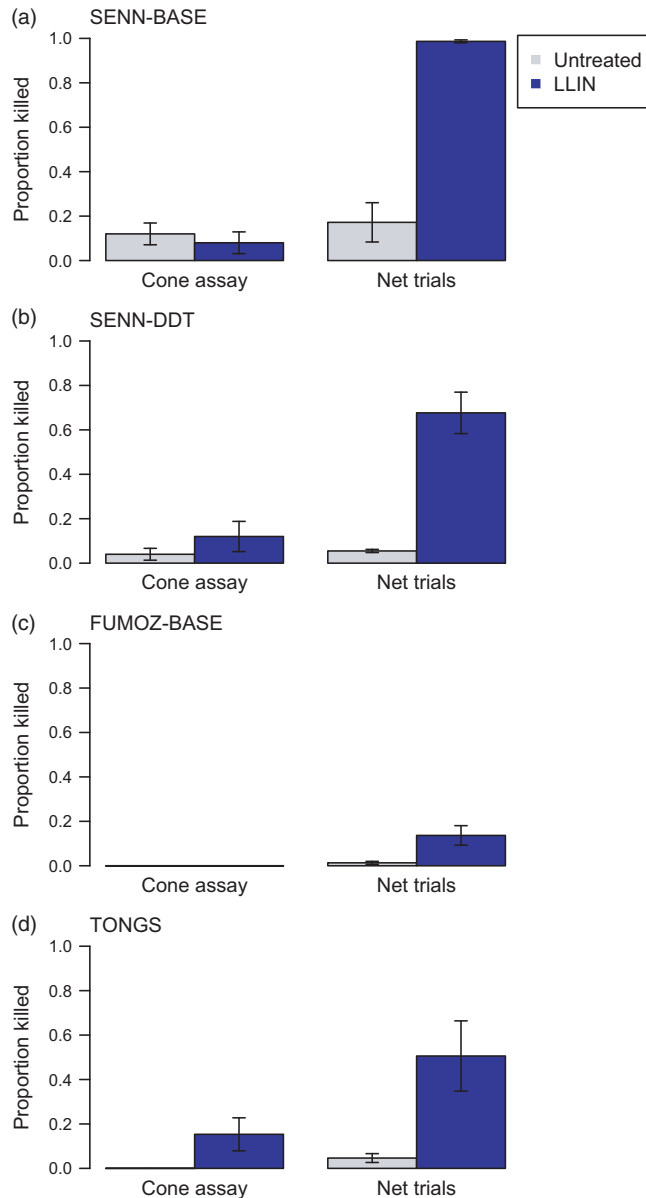 (a) SENN-BASE
1.0
0.8
0.6
0.4
0.2
0.0
Proportion killed
Cone assay Net trials
Untreated
LLIN
(b) SENN-DDT
1.0
0.8
0.6
0.4
0.2
0.0
Proportion killed
Cone assay Net trials
(c) FUMOZ-BASE
1.0
0.8
0.6
0.4
0.2
0.0
Proportion killed
Cone assay Net trials
(d) TONGS
1.0
0.8
0.6
0.4
0.2
0.0
Proportion killed
Cone assay Net trials